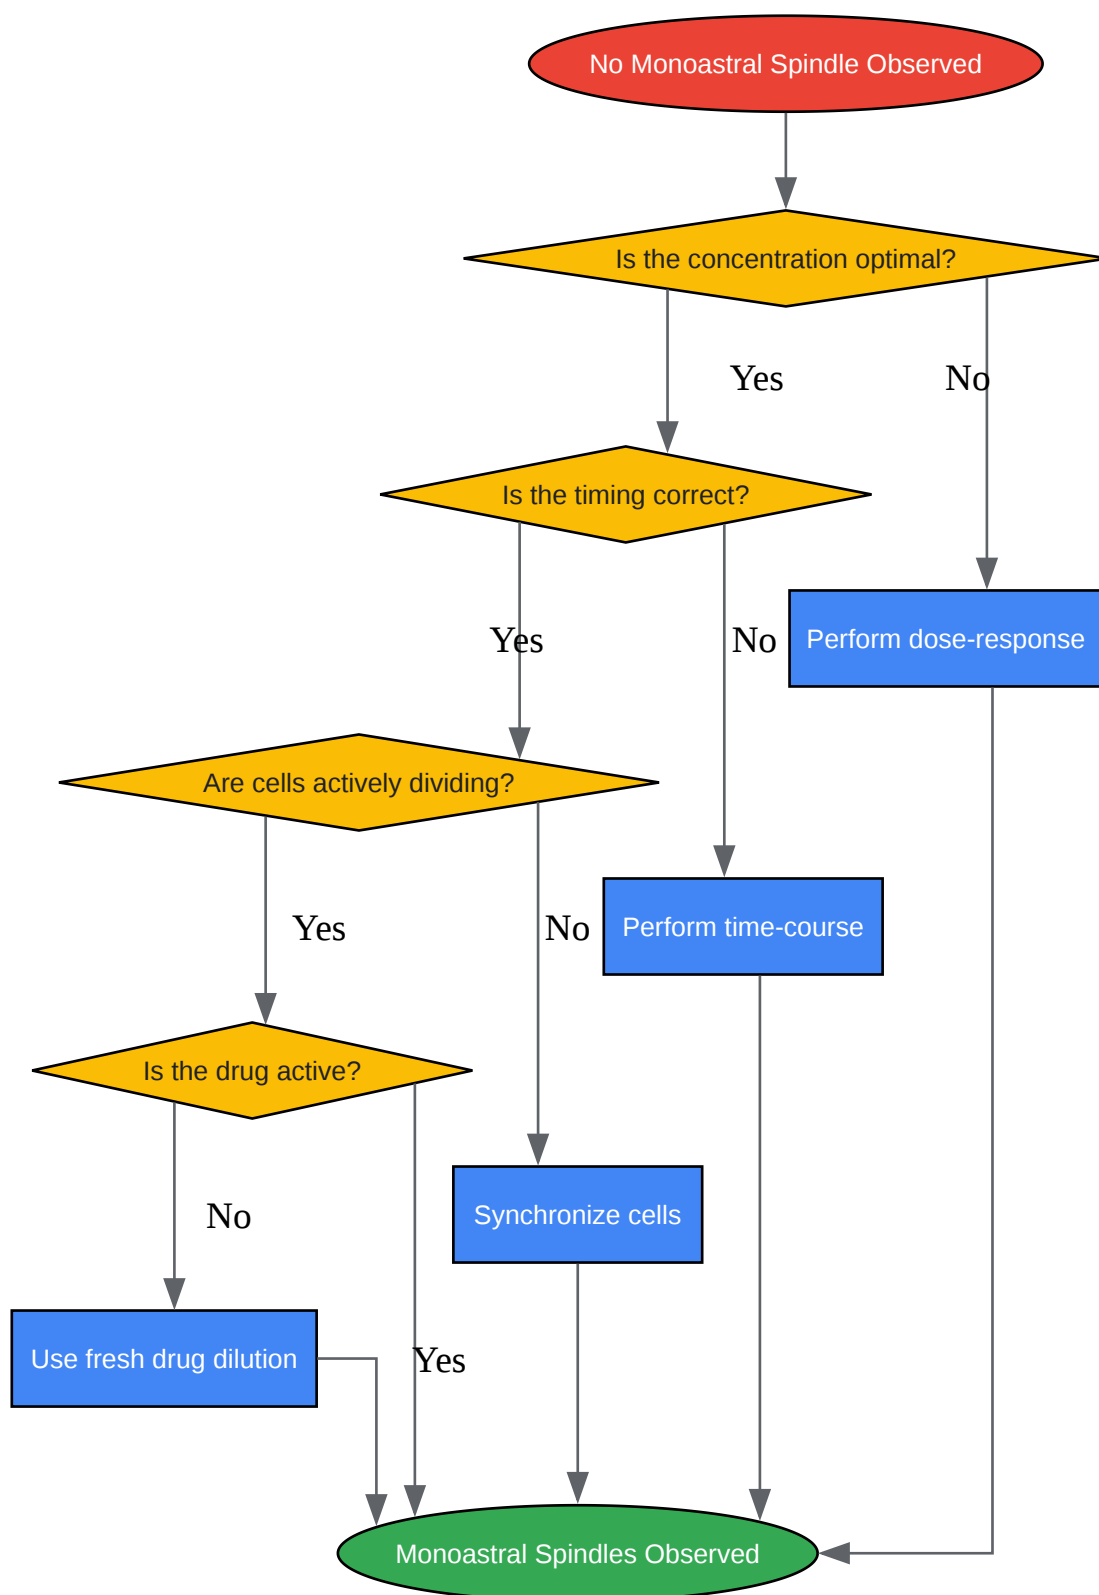 No Monoastral Spindle Observed
Is the concentration optimal?
Yes
No
Is the timing correct?
Yes
No
Perform dose-response
Are cells actively dividing?
Yes
No
Perform time-course
Is the drug active?
No
Synchronize cells
Use fresh drug dilution
Yes
Monoastral Spindles Observed